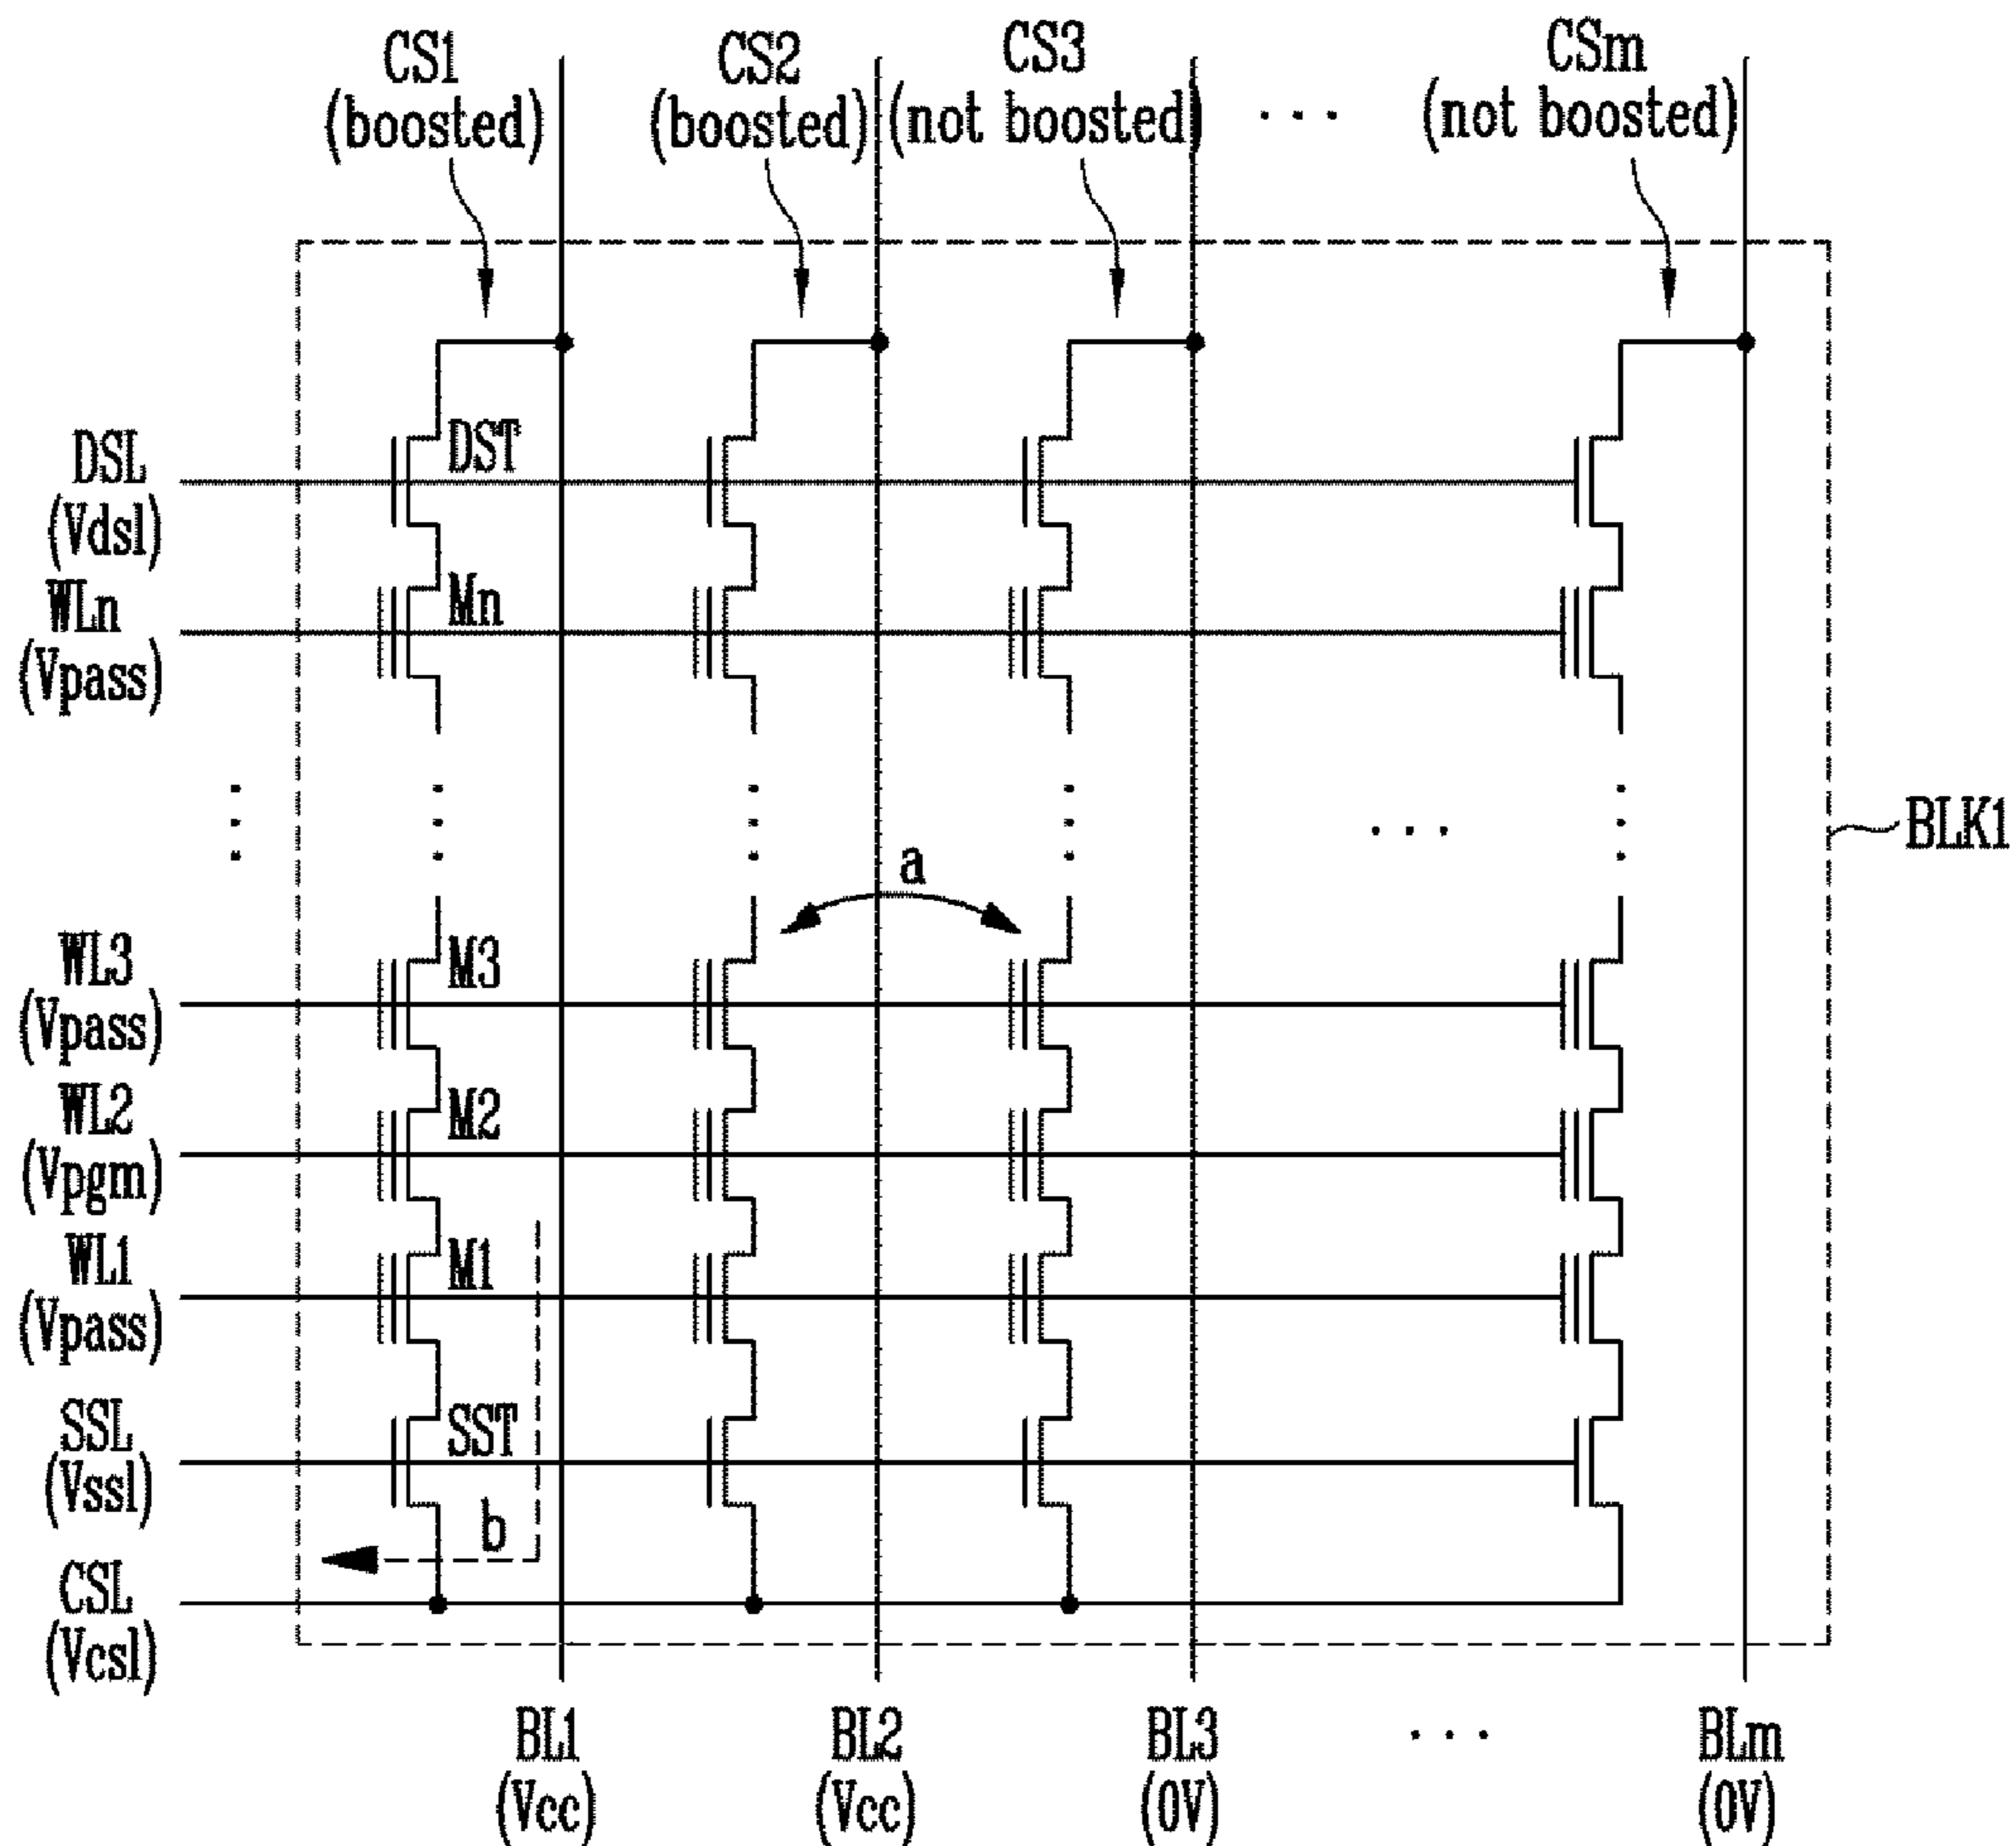 CS1
(boosted)
CS2
(boosted)
CS3
(not boosted)
. . .
CSm
(not boosted)
DSL
(Vdsl)
DST
WLn
(Vpass)
Mn
BLK1
a
WL3
(Vpass)
M3
WL2
(Vpgm)
M2
WL1
(Vpass)
M1
SSL
(Vssl)
SST
b
CSL
(Vcsl)
BL1
(Vcc)
BL2
(Vcc)
BL3
(0V)
. . .
BLm
(0V)